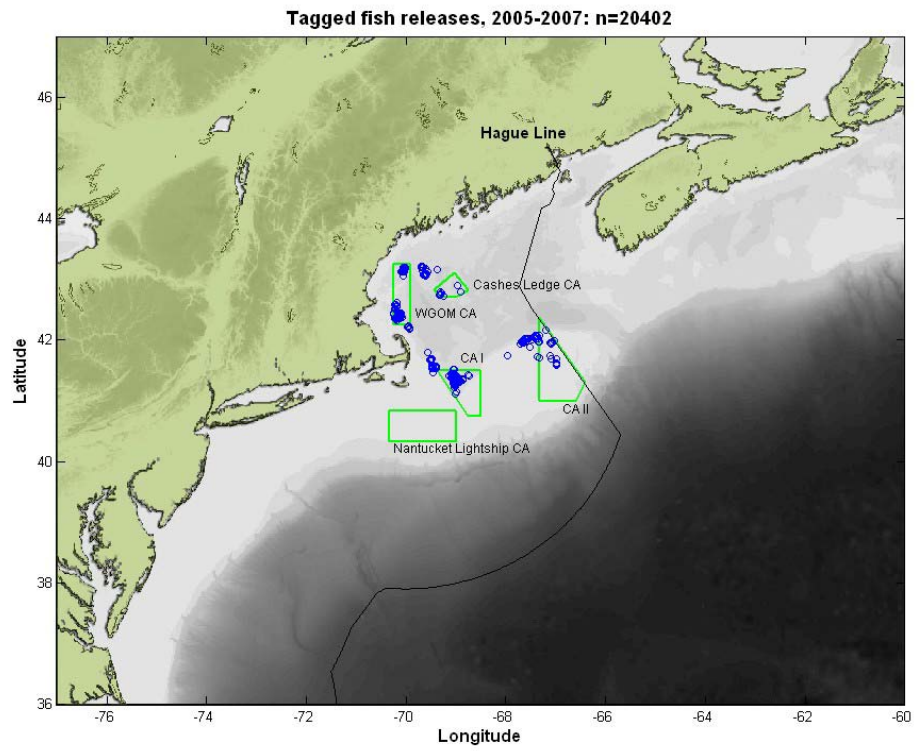 Tagged fish releases, 2005-2007: n=20402
46
Hague Line
44
Cashes Ledge CA
WGOM CA
42
CA I
CA II
Nantucket Lightship CA
40
38
36
Latitude
-76
-74
-72
-70
-68
-66
-64
-62
-60
Longitude